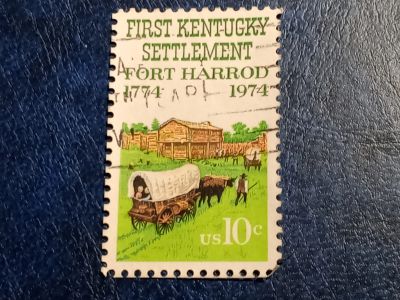 FIRST KENTUCKY
SETTLEMENT
FORT HARROD
1774 1974
US 10c